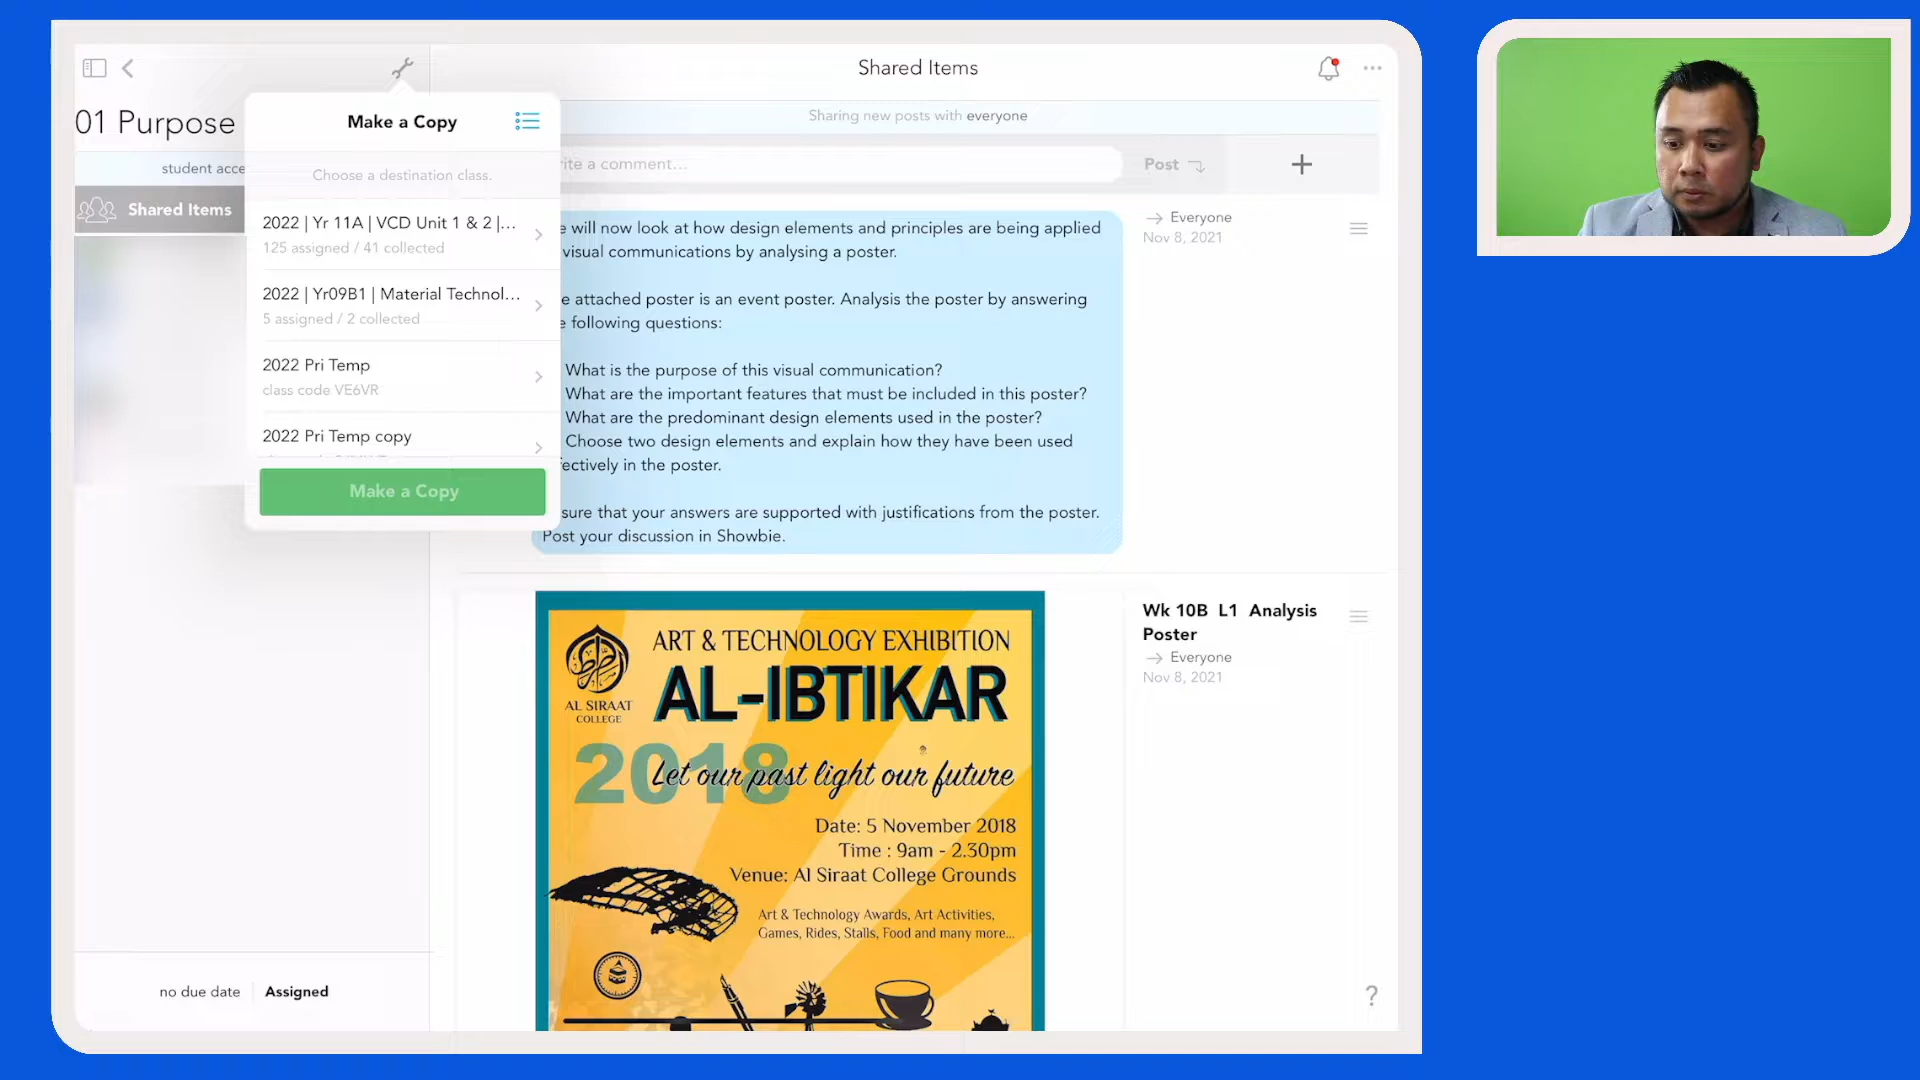 Shared Items
01 Purpose
Make a Copy
Sharing new posts with everyone
student acce
Choose a destination class.
ite a comment...
Post
Shared Items
2022 | Yr 11A | VCD Unit 1 & 2 |...
125 assigned / 41 collected
2022 | Yr09B1 | Material Technol...
5 assigned / 2 collected
2022 Pri Temp
class code VE6VR
2022 Pri Temp copy
Make a Copy
e will now look at how design elements and principles are being applied
visual communications by analysing a poster.
e attached poster is an event poster. Analysis the poster by answering
e following questions:
What is the purpose of this visual communication?
What are the important features that must be included in this poster?
What are the predominant design elements used in the poster?
Choose two design elements and explain how they have been used
fectively in the poster.
sure that your answers are supported with justifications from the poster.
Post your discussion in Showbie.
Everyone
Nov 8, 2021
Wk 10B L1 Analysis
Poster
Everyone
Nov 8, 2021
ART & TECHNOLOGY EXHIBITION
AL-IBTIKAR
AL SIRAAT
COLLEGE
2018
Let our past light our future
Date: 5 November 2018
Time : 9am - 2.30pm
Venue: Al Siraat College Grounds
Art & Technology Awards, Art Activities,
Games, Rides, Stalls, Food and many more...
no due date
Assigned
?